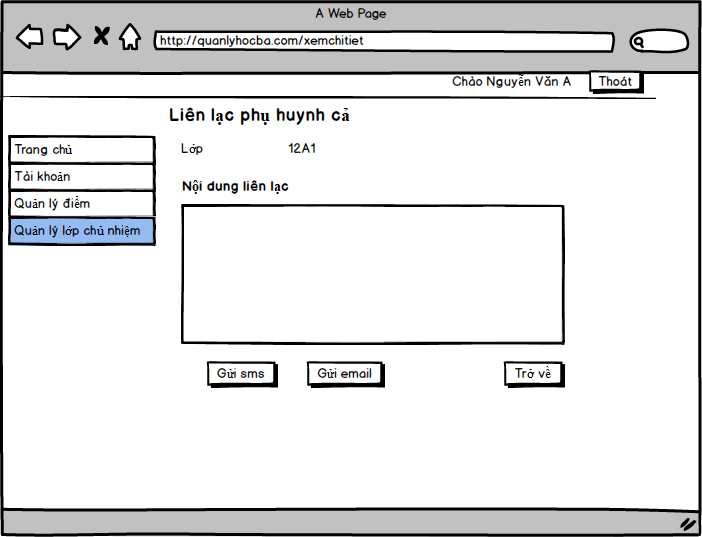 A Web Page
http://quanlyhocba.com/xemchitiet
Chào Nguyễn Văn A
Thoát
Liên lạc phụ huynh cả
Trang chủ
Lớp 12A1
Tài khoản
Nội dung liên lạc
Quản lý điểm
Quản lý lớp chủ nhiệm
Gửi sms
Gửi email
Trở về